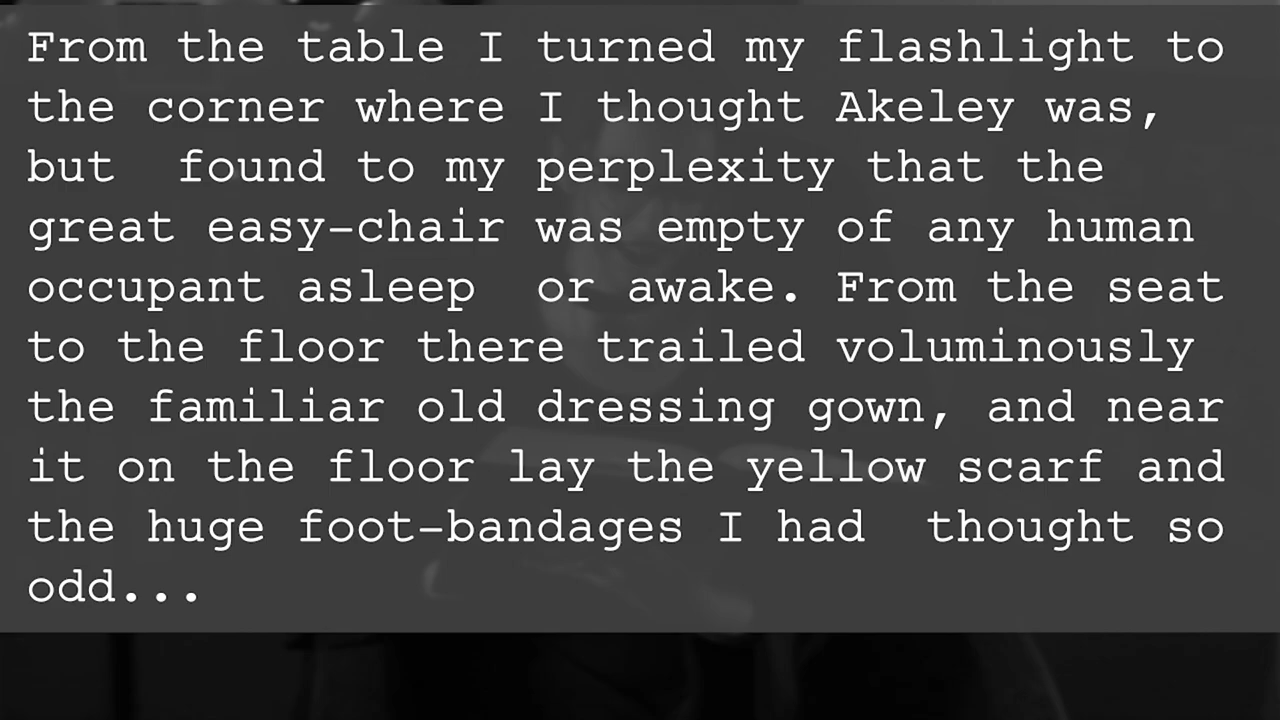 From the table I turned my flashlight to
the corner where I thought Akeley was,
but  found to my perplexity that the
great easy-chair was empty of any human
occupant asleep  or awake. From the seat
to the floor there trailed voluminously
the familiar old dressing gown, and near
it on the floor lay the yellow scarf and
the huge foot-bandages I had  thought so
odd...